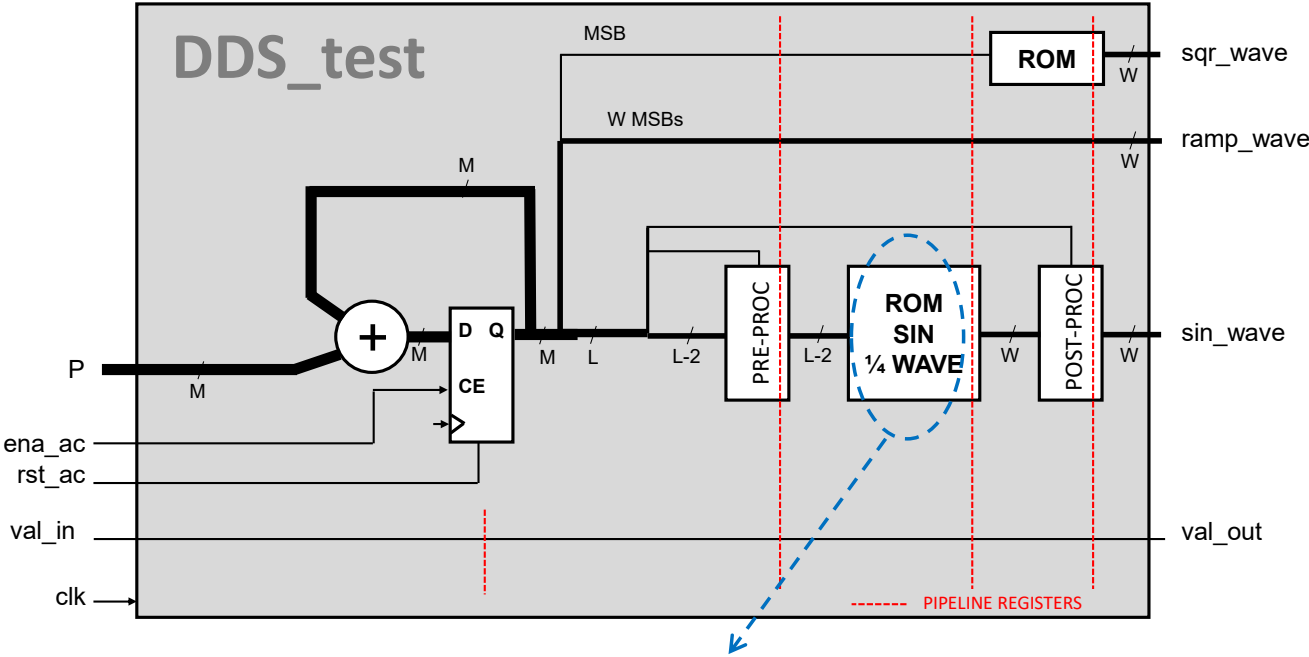 MSB
DDS_test
ROM
sqr_wave
W
W MSBs
ramp_wave
W
M
D Q
PRE-PROC
ROM
SIN
¼ WAVE
POST-PROC
sin_wave
+
M
M
L
L-2
L-2
W
W
P
M
CE
ena_ac
rst_ac
val_in
val_out
clk
PIPELINE REGISTERS